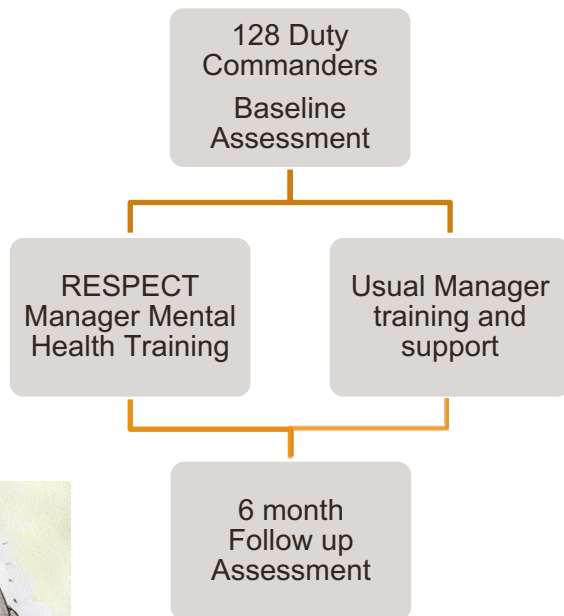 128 Duty
Commanders
Baseline
Assessment
RESPECT
Manager Mental
Health Training
Usual Manager
training and
support
6 month
Follow up
Assessment